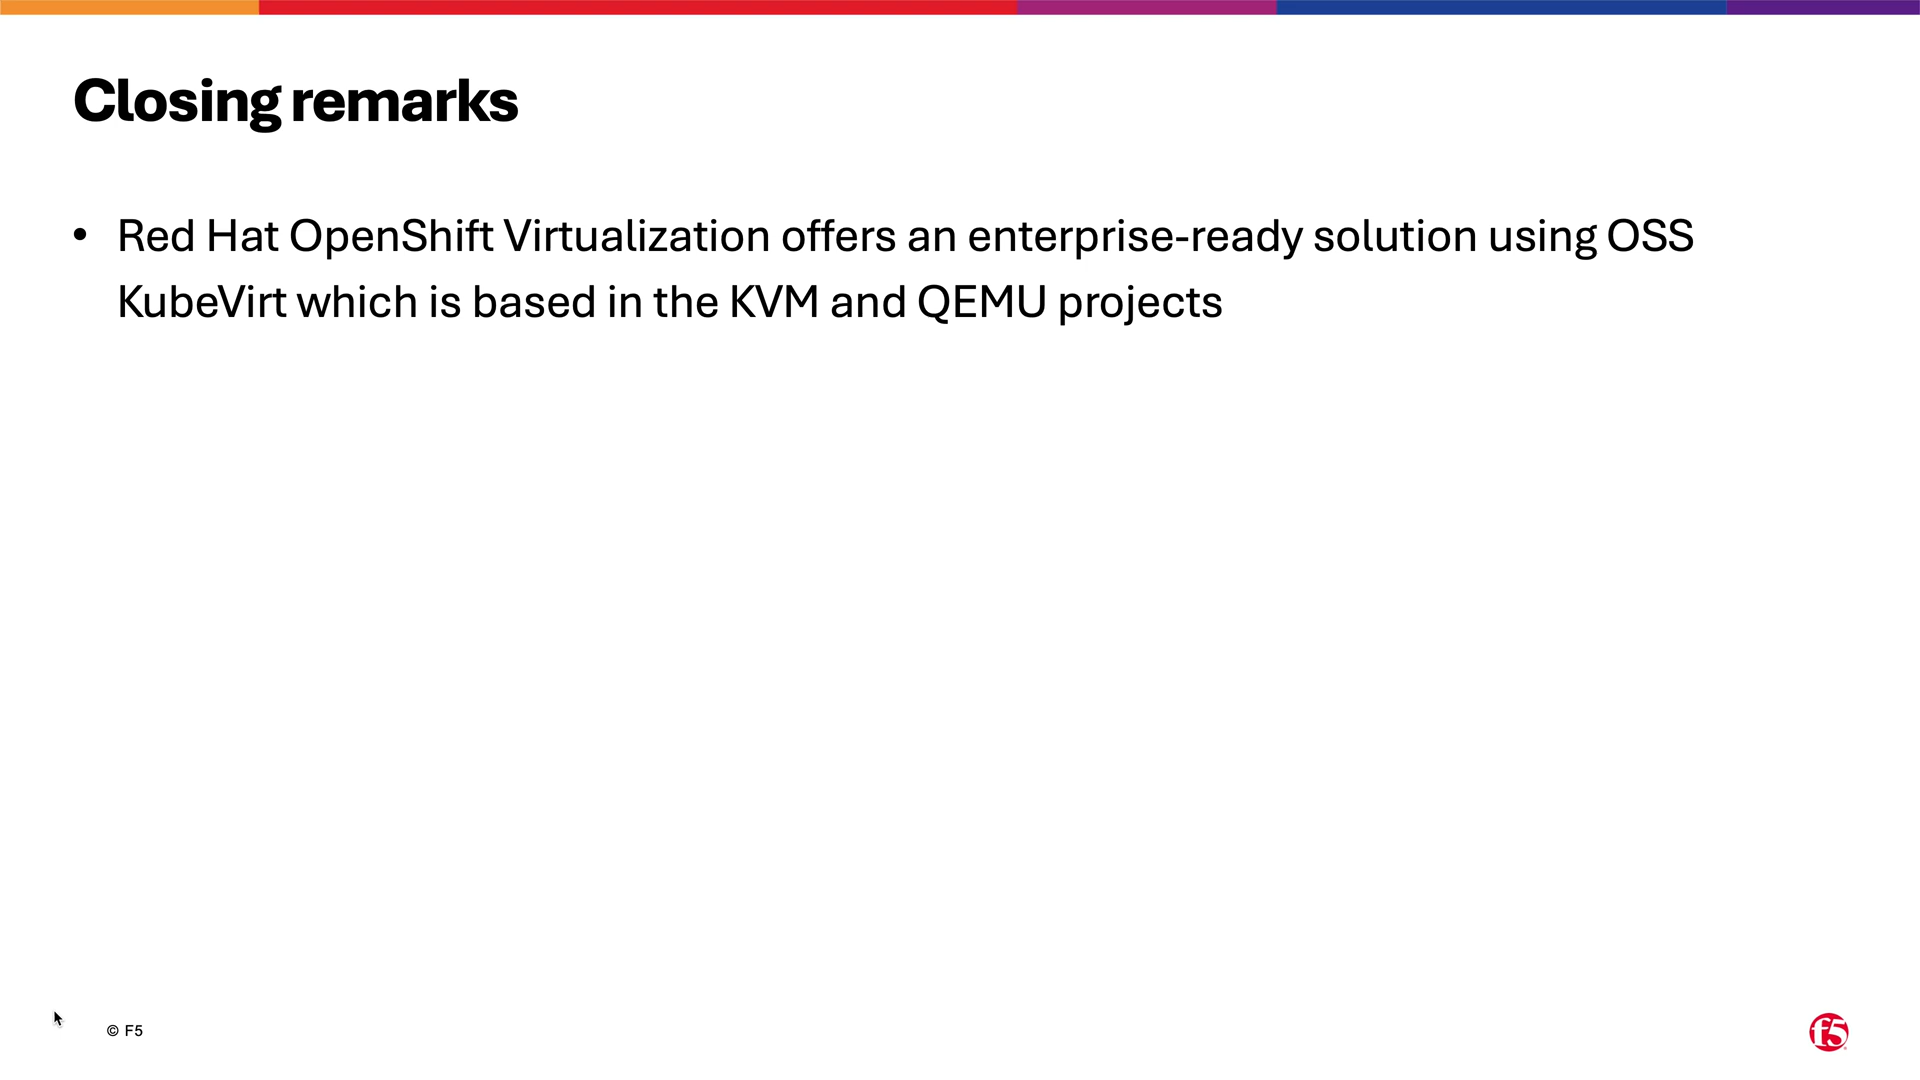 Closing remarks
• Red Hat OpenShift Virtualization offers an enterprise-ready solution using OSS
KubeVirt which is based in the KVM and QEMU projects
© F5
f5